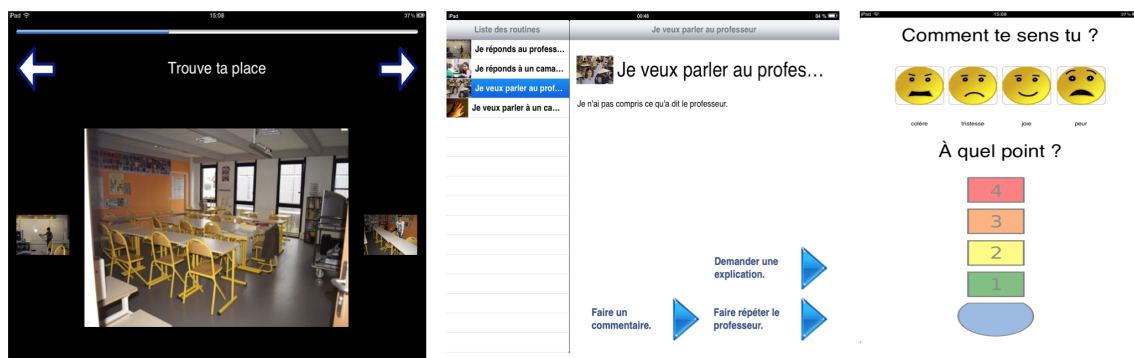 iPad 15:08 37 %
Trouve ta place
iPad 00:48 84 %
Liste des routines
Je réponds au profess...
Je réponds à un cama...
Je veux parler au prof...
Je veux parler à un ca...
Je veux parler au professeur
Je veux parler au profes...
Je n'ai pas compris ce qu'a dit le professeur.
Demander une
explication.
Faire un
commentaire.
Faire répéter le
professeur.
iPad 15:08 37 %
Comment te sens tu ?
colère tristesse joie peur
À quel point ?
4
3
2
1